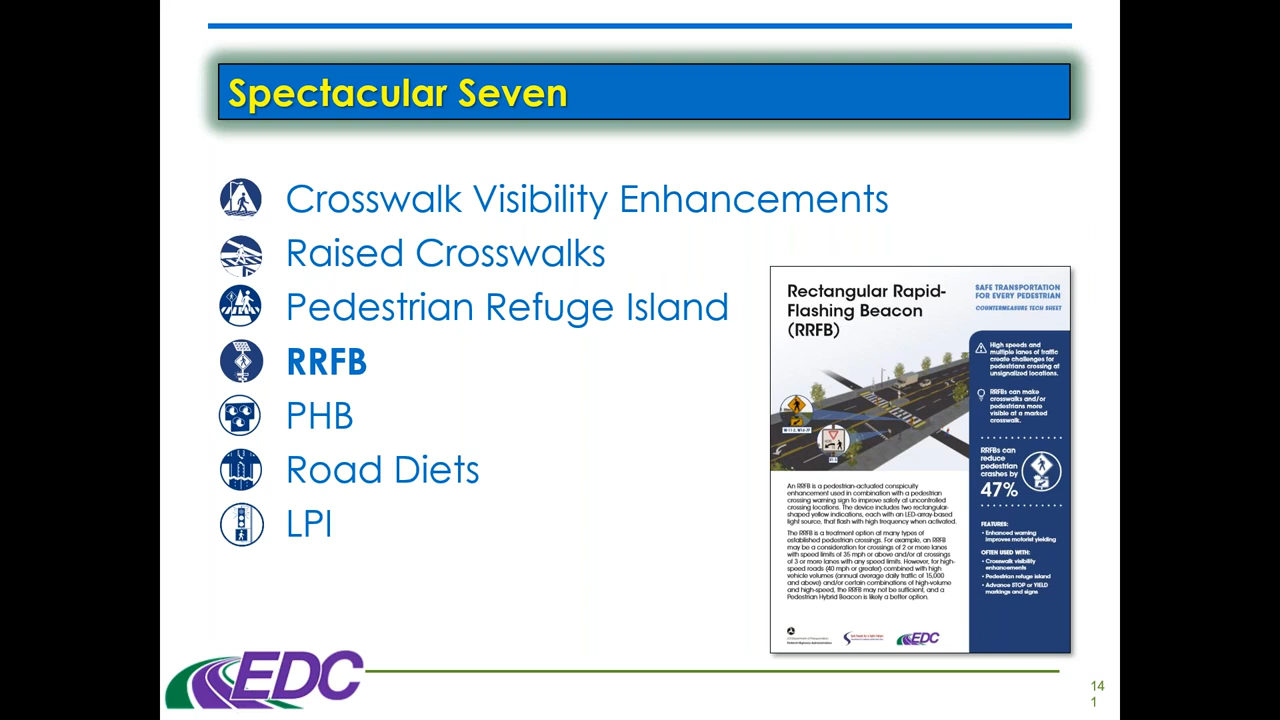 Spectacular Seven
Crosswalk Visibility Enhancements
Raised Crosswalks
Pedestrian Refuge Island
RRFB
PHB
Road Diets
LPI
Rectangular Rapid-
Flashing Beacon
(RRFB)
SAFE TRANSPORTATION
FOR EVERY PEDESTRIAN
COUNTERMEASURE TECH SHEET
High speeds and
multiple lanes of traffic
create challenges for
pedestrians crossing at
unsignalized locations.
RRFBs can make
crosswalks and/or
pedestrians more
visible at a marked
crosswalk.
RRFBs can
reduce
pedestrian
crashes by
47%
FEATURES:
• Enhanced warning
• Improves motorist yielding
OFTEN USED WITH:
• Crosswalk visibility
enhancements
• Pedestrian refuge island
• Advance STOP or YIELD
markings and signs
An RRFB is a pedestrian-actuated conspicuity
enhancement used in combination with a pedestrian
crossing warning sign to improve safety at uncontrolled
crossing locations. The device includes two rectangular-
shaped yellow indications, each with an LED-array-based
light source, that flash with high frequency when activated.
The RRFB is a treatment option at many types of
established pedestrian crossings. For example, an RRFB
may be a consideration for crossings of 2 or more lanes
with speed limits of 35 mph or above and/or at crossings
of 3 or more lanes with any speed limits. However, for high-
speed roads (40 mph or greater) combined with high
vehicle volumes (annual average daily traffic of 15,000
and above) and/or certain combinations of high-volume
and high-speed, the RRFB may not be sufficient, and a
Pedestrian Hybrid Beacon is likely a better option.
Federal Highway Administration
EDC
EDC
14
1